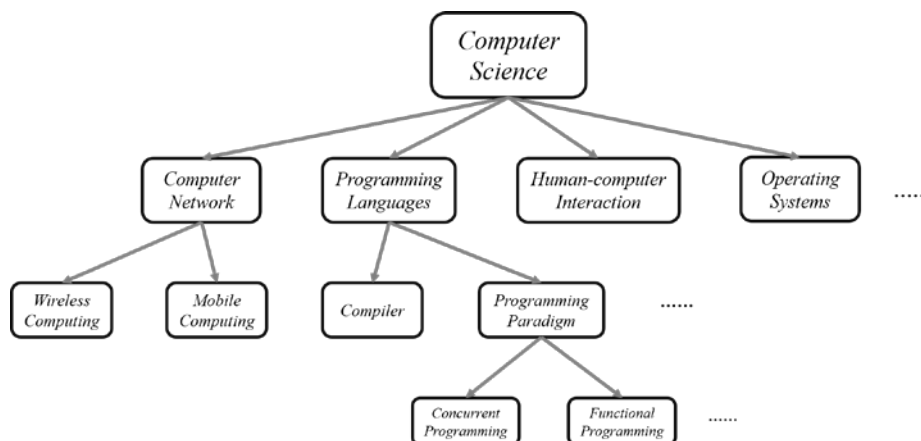 Computer
Science
Computer
Network
Programming
Languages
Human-computer
Interaction
Operating
Systems
.....
Wireless
Computing
Mobile
Computing
Compiler
Programming
Paradigm
......
Concurrent
Programming
Functional
Programming
......